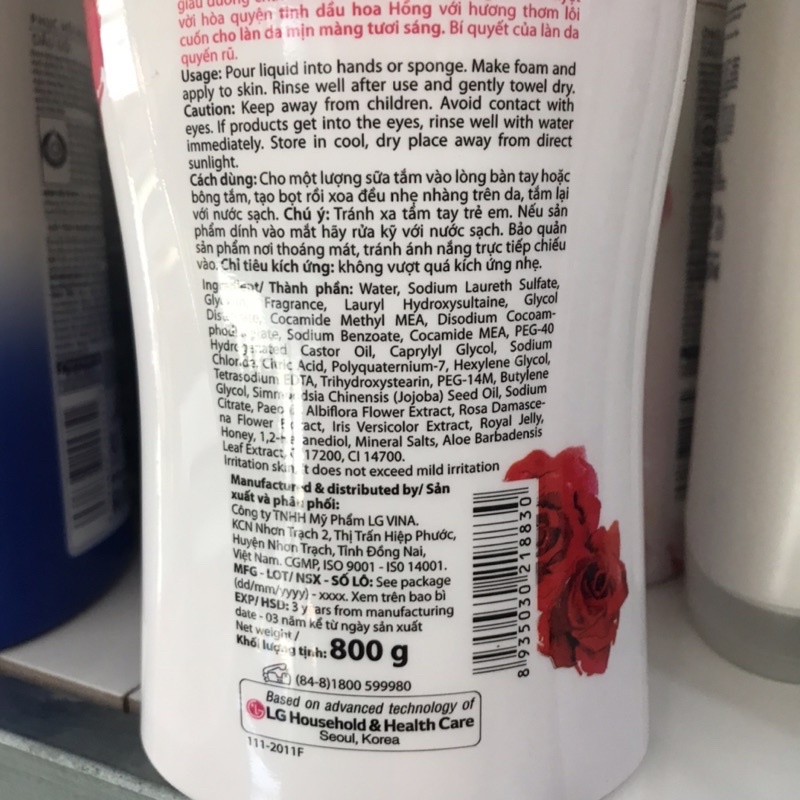 vời hòa quyện tinh dầu hoa Hồng với hương thơm lôi
cuốn cho làn da mịn màng tươi sáng. Bí quyết của làn da
quyến rũ.
Usage: Pour liquid into hands or sponge. Make foam and
apply to skin. Rinse well after use and gently towel dry.
Caution: Keep away from children. Avoid contact with
eyes. If products get into the eyes, rinse well with water
immediately. Store in cool, dry place away from direct
sunlight.
Cách dùng: Cho một lượng sữa tắm vào lòng bàn tay hoặc
bông tắm, tạo bọt rồi xoa đều nhẹ nhàng trên da, tắm lại
với nước sạch. Chú ý: Tránh xa tầm tay trẻ em. Nếu sản
phẩm dính vào mắt hãy rửa kỹ với nước sạch. Bảo quản
sản phẩm nơi thoáng mát, tránh ánh nắng trực tiếp chiếu
vào. Chỉ tiêu kích ứng: không vượt quá kích ứng nhẹ.
Thành phần: Water, Sodium Laureth Sulfate,
Fragrance, Lauryl Hydroxysultaine, Glycol
Cocamide Methyl MEA, Disodium Cocoam-
Sodium Benzoate, Cocamide MEA, PEG-40
Castor Oil, Caprylyl Glycol, Sodium
Acid, Polyquaternium-7, Hexylene Glycol,
Tetrasodium EDTA, Trihydroxystearin, PEG-14M, Butylene
Glycol, Chinensis (Jojoba) Seed Oil, Sodium
Citrate, Albiflora Flower Extract, Rosa Damasce-
na Flower Extract, Iris Versicolor Extract, Royal Jelly,
Honey, Mineral Salts, Aloe Barbadensis
Leaf Extract, 17200, CI 14700.
Irritation skin, does not exceed mild irritation
Manufactured & distributed by/ Sản
xuất và phân phối:
Công ty TNHH Mỹ Phẩm LG VINA.
KCN Nhơn Trạch 2, Thị Trấn Hiệp Phước,
Huyện Nhơn Trạch, Tỉnh Đồng Nai,
Việt Nam. CGMP, ISO 9001 - ISO 14001.
MFG - LOT/ NSX - SỐ LÔ: See package
(dd/mm/yyyy) - xxxx. Xem trên bao bì
EXP/ HSD: 3 years from manufacturing
date - 03 năm kể từ ngày sản xuất
Net weight /
Khối lượng tịnh: 800 g
8 935030 218830
(84-8)1800 599980
Based on advanced technology of
LG Household & Health Care
Seoul, Korea
111-2011F